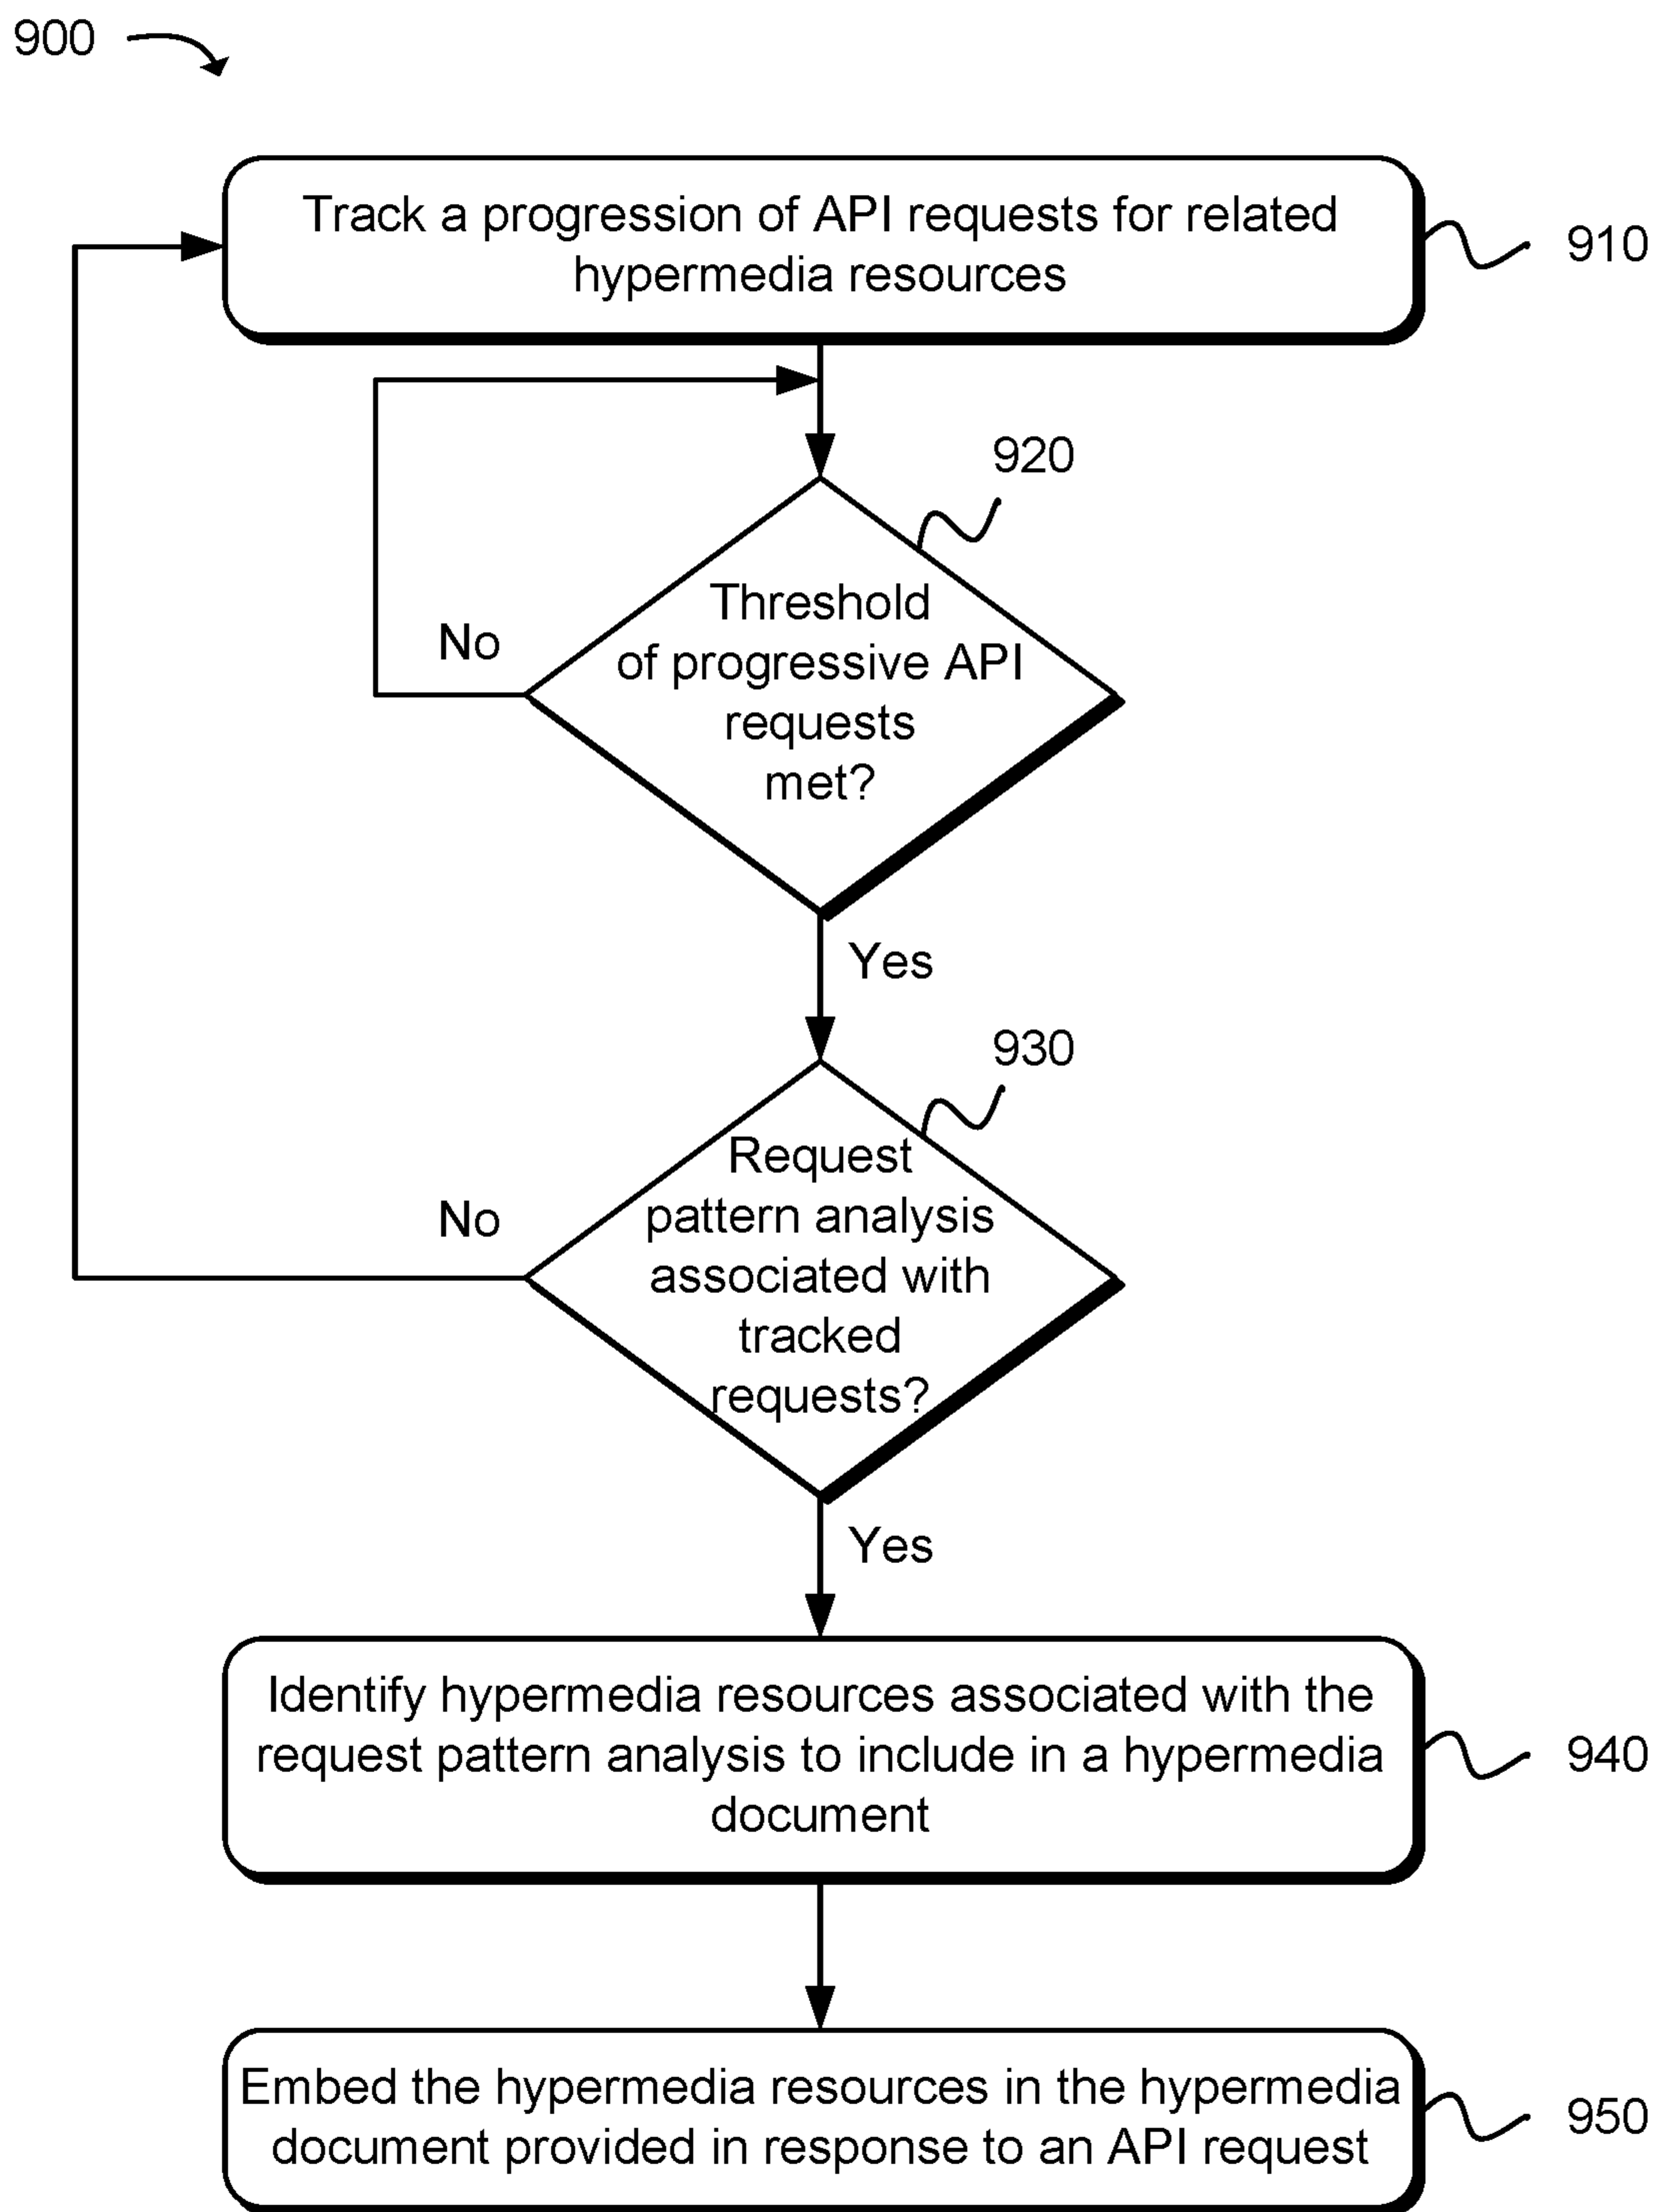 900
Track a progression of API requests for related
hypermedia resources
910
920
Threshold
of progressive API
requests
met?
No
Yes
930
Request
pattern analysis
associated with
tracked
requests?
No
Yes
Identify hypermedia resources associated with the
request pattern analysis to include in a hypermedia
document
940
Embed the hypermedia resources in the hypermedia
document provided in response to an API request
950